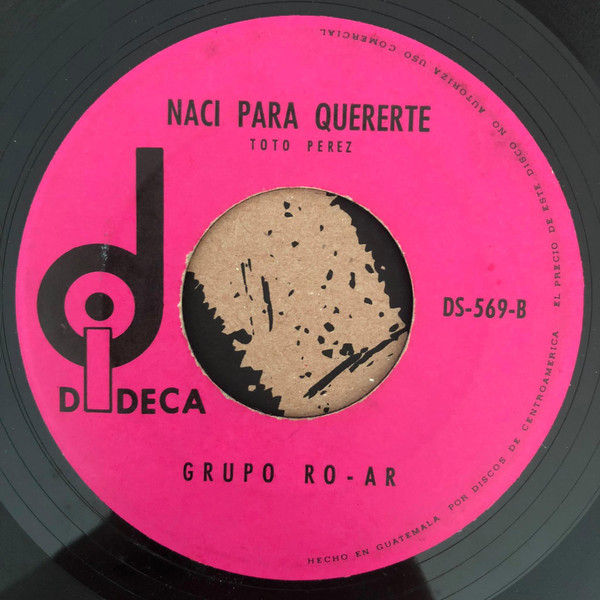 NACI PARA QUERERTE
TOTO PEREZ
DIDECA
DS-569-B
GRUPO RO-AR
HECHO EN GUATEMALA POR DISCOS DE CENTROAMERICA EL PRECIO DE ESTE DISCO NO AUTORIZA USO COMERCIAL